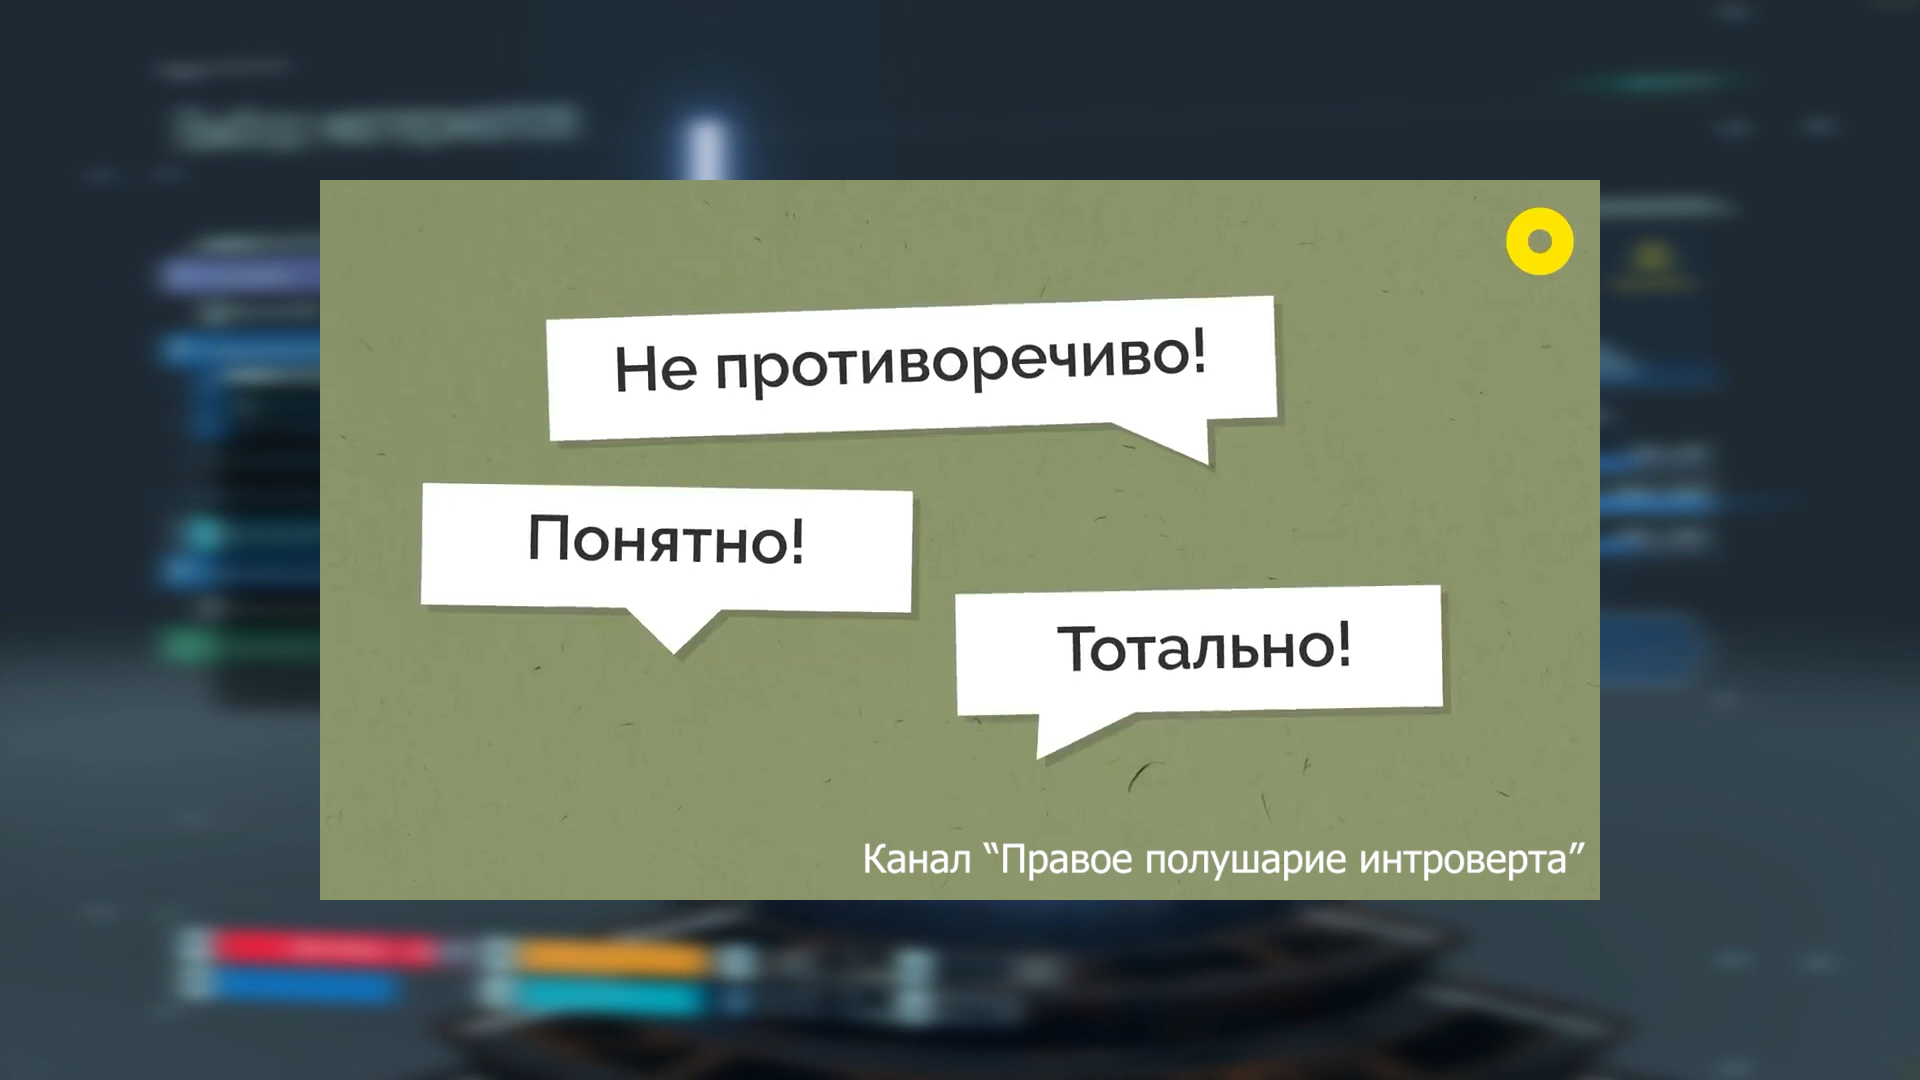 Не противоречиво!
Понятно!
Тотально!
Канал “Правое полушарие интроверта”